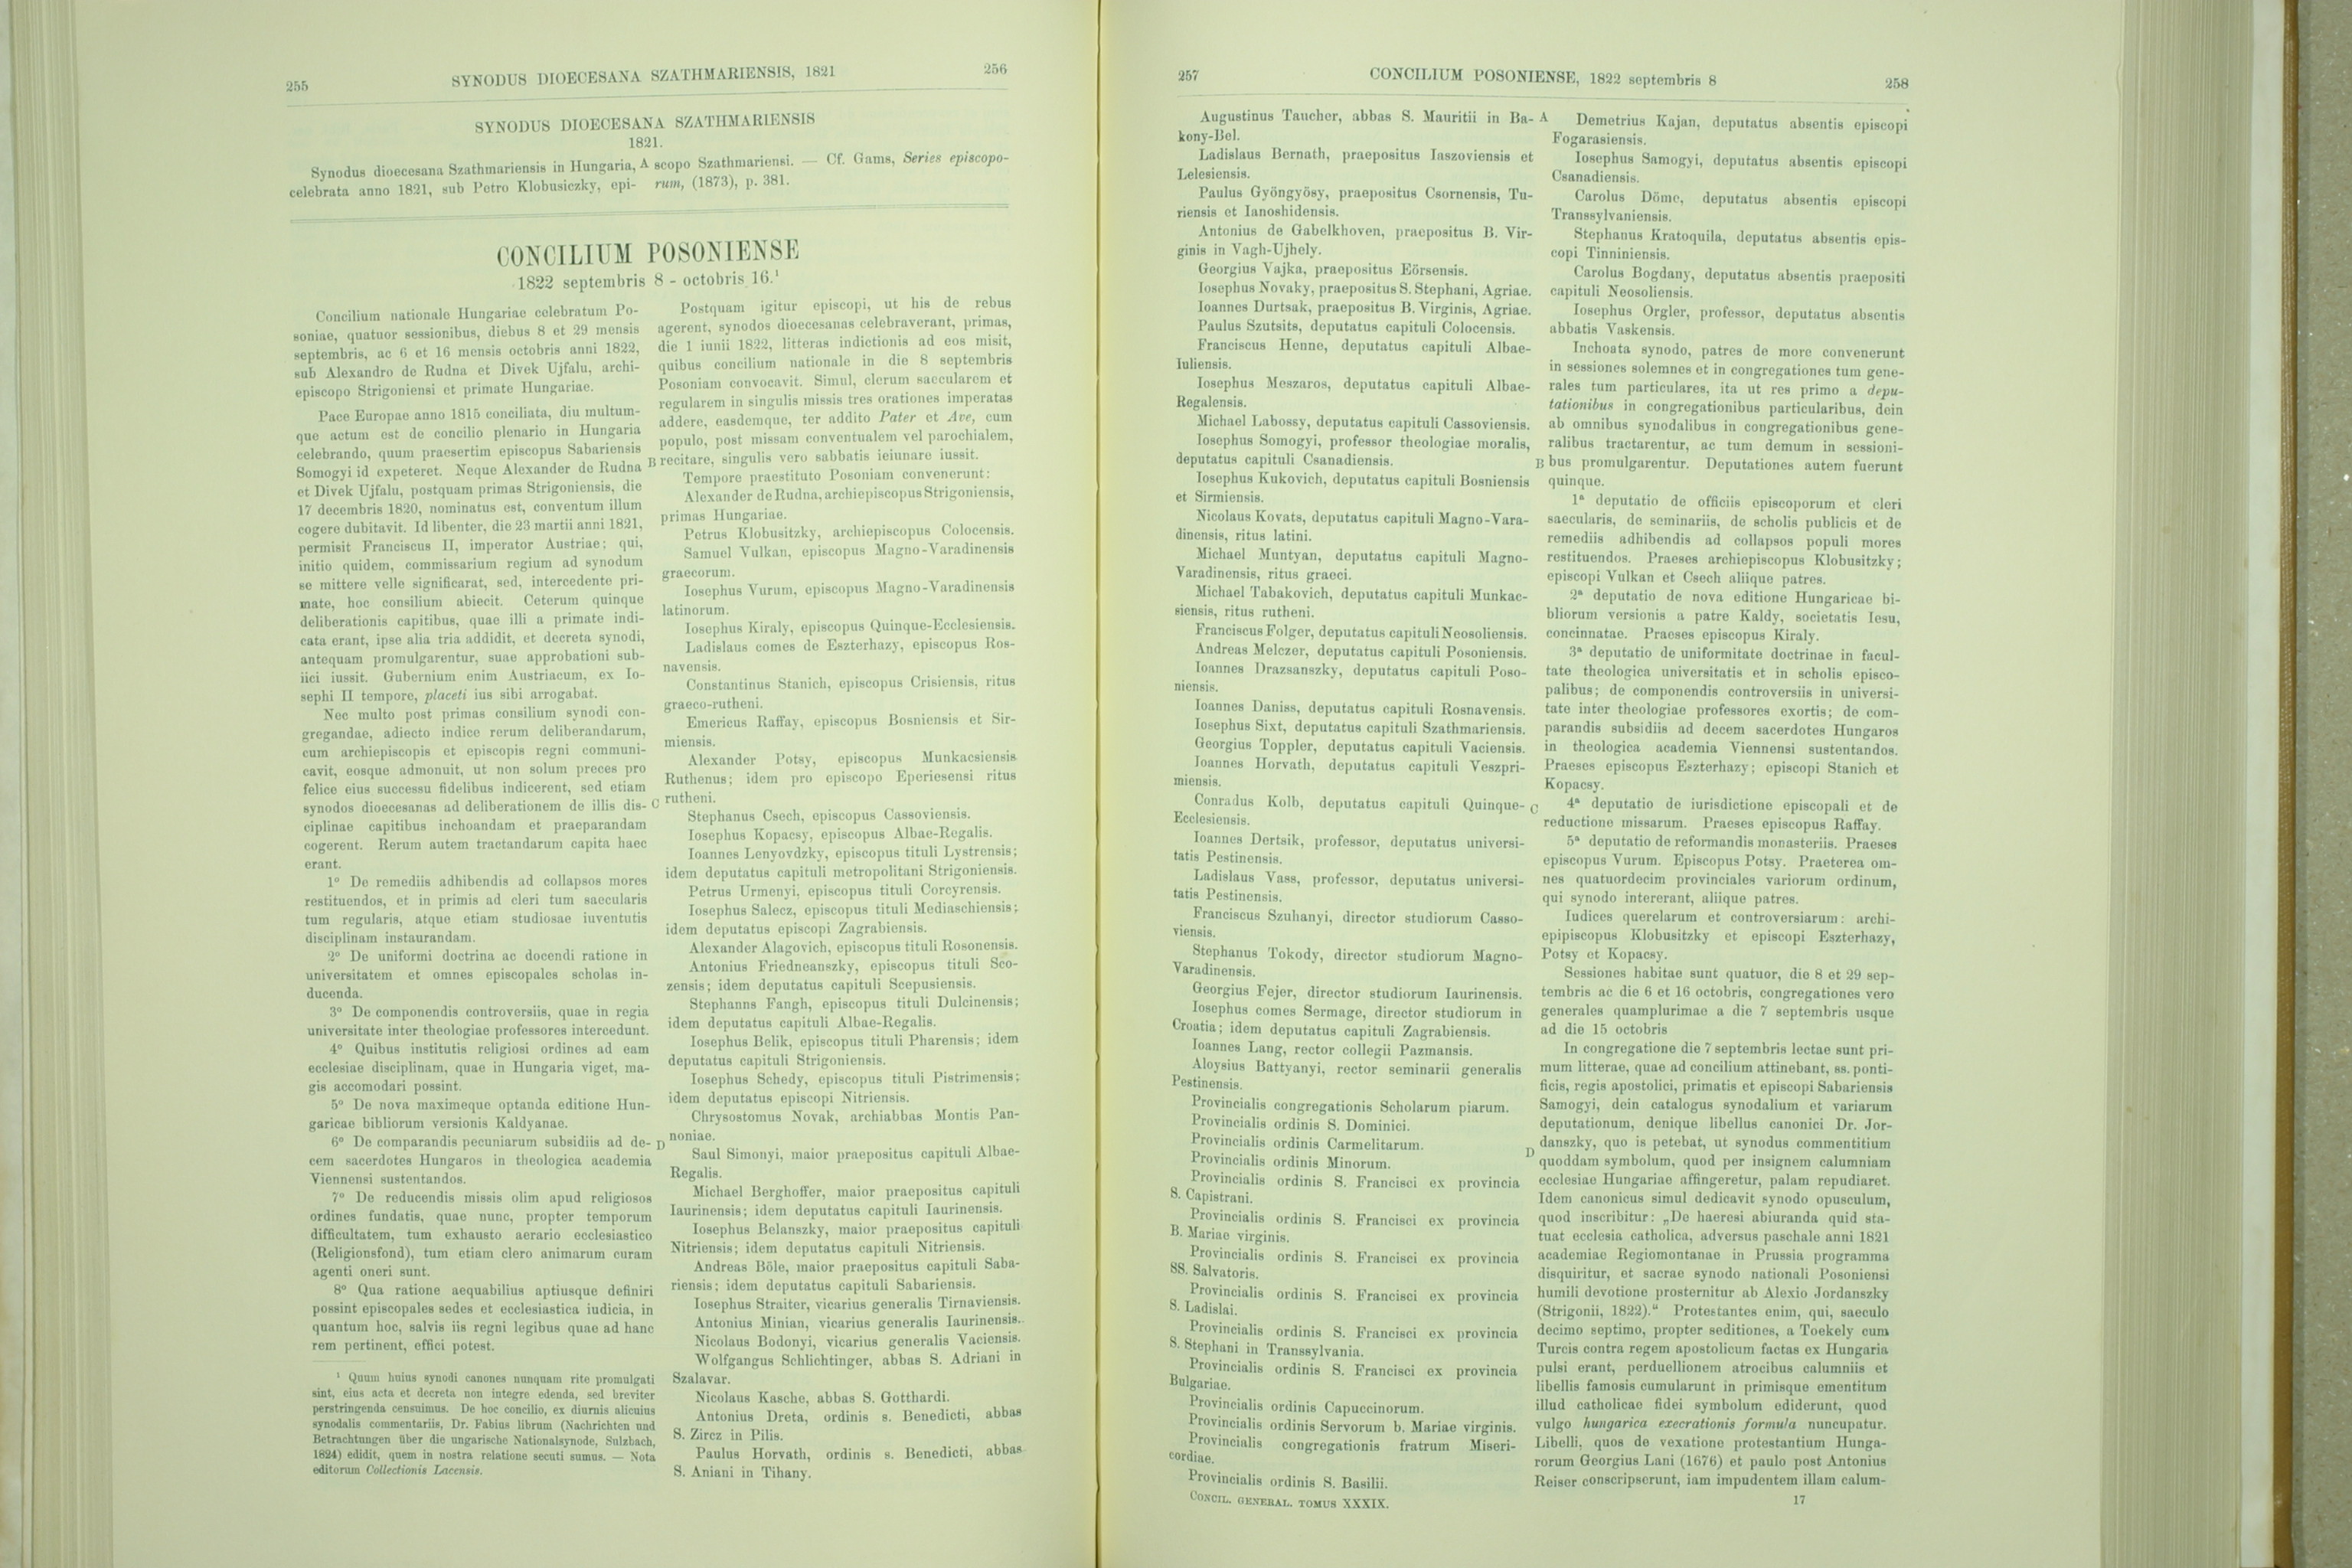 255
SYNODUS DIOECESANA SZATHMARIENSIS, 1821
256
SYNODUS DIOECESANA SZATHMARIENSIS
1821.
Synodus dioecesana Szathmariensis in Hungaria,
celebrata anno 1821, sub Petro Klobusiczky, epi-
A
scopo Szathmariensi. — Cf. Gams, Series episcopo-
rum, (1873), p. 381.
CONCILIUM POSONIENSE
1822 septembris 8 - octobris 16.¹
Concilium nationale Hungariae celebratum Po-
soniae, quatuor sessionibus, diebus 8 et 29 mensis
septembris, ac 6 et 16 mensis octobris anni 1822,
sub Alexandro de Rudna et Divek Ujfalu, archi-
episcopo Strigoniensi et primate Hungariae.
Pace Europae anno 1815 conciliata, diu multum-
que actum est de concilio plenario in Hungaria
celebrando, quum praesertim episcopus Sabariensis
Somogyi id expeteret. Neque Alexander de Rudna
et Divek Ujfalu, postquam primas Strigoniensis, die
17 decembris 1820, nominatus est, conventum illum
cogere dubitavit. Id libenter, die 23 martii anni 1821,
permisit Franciscus II, imperator Austriae; qui,
initio quidem, commissarium regium ad synodum
se mittere velle significarat, sed, intercedente pri-
mate, hoc consilium abiecit. Ceterum quinque
deliberationis capitibus, quae illi a primate indi-
cata erant, ipse alia tria addidit, et decreta synodi,
antequam promulgarentur, suae approbationi sub-
iici iussit. Gubernium enim Austriacum, ex Io-
sephi II tempore, placeti ius sibi arrogabat.
Nec multo post primas consilium synodi con-
gregandae, adiecto indice rerum deliberandarum,
cum archiepiscopis et episcopis regni communi-
cavit, eosque admonuit, ut non solum preces pro
felice eius successu fidelibus indicerent, sed etiam
synodos dioecesanas ad deliberationem de illis dis-
ciplinae capitibus inchoandam et praeparandam
cogerent. Rerum autem tractandarum capita haec
erant.
1º De remediis adhibendis ad collapsos mores
restituendos, et in primis ad cleri tum saecularis
tum regularis, atque etiam studiosae iuventutis
disciplinam instaurandam.
2º De uniformi doctrina ac docendi ratione in
universitatem et omnes episcopales scholas in-
ducenda.
3º De componendis controversiis, quae in regia
universitate inter theologiae professores intercedunt.
4º Quibus institutis religiosi ordines ad eam
ecclesiae disciplinam, quae in Hungaria viget, ma-
gis accomodari possint.
5º De nova maximeque optanda editione Hun-
garicae bibliorum versionis Kaldyanae.
6º De comparandis pecuniarum subsidiis ad de-
cem sacerdotes Hungaros in theologica academia
Viennensi sustentandos.
7º De reducendis missis olim apud religiosos
ordines fundatis, quae nunc, propter temporum
difficultatem, tum exhausto aerario ecclesiastico
(Religionsfond), tum etiam clero animarum curam
agenti oneri sunt.
8º Qua ratione aequabilius aptiusque definiri
possint episcopales sedes et ecclesiastica iudicia, in
quantum hoc, salvis iis regni legibus quae ad hanc
rem pertinent, effici potest.
¹ Quum huius synodi canones nunquam rite promulgati
sint, eius acta et decreta non integre edenda, sed breviter
perstringenda censuimus. De hoc concilio, ex diurnis alicuius
synodalis commentariis, Dr. Fabius librum (Nachrichten und
Betrachtungen über die ungarische Nationalsynode, Sulzbach,
1824) edidit, quem in nostra relatione secuti sumus. — Nota
editorum Collectionis Lacensis.
B
C
D
Postquam igitur episcopi, ut his de rebus
agerent, synodos dioecesanas celebraverant, primas,
die 1 iunii 1822, litteras indictionis ad eos misit,
quibus concilium nationale in die 8 septembris
Posoniam convocavit. Simul, clerum saecularem et
regularem in singulis missis tres orationes imperatas
addere, easdemque, ter addito Pater et Ave, cum
populo, post missam conventualem vel parochialem,
recitare, singulis vero sabbatis ieiunare iussit.
Tempore praestituto Posoniam convenerunt:
Alexander de Rudna, archiepiscopus Strigoniensis,
primas Hungariae.
Petrus Klobusitzky, archiepiscopus Colocensis.
Samuel Vulkan, episcopus Magno-Varadinensis
graecorum.
Iosephus Vurum, episcopus Magno-Varadinensis
latinorum.
Iosephus Kiraly, episcopus Quinque-Ecclesiensis.
Ladislaus comes de Eszterhazy, episcopus Ros-
navensis.
Constantinus Stanich, episcopus Crisiensis, ritus
graeco-rutheni.
Emericus Raffay, episcopus Bosniensis et Sir-
miensis.
Alexander Potsy, episcopus Munkacsiensis
Ruthenus; idem pro episcopo Eperiesensi ritus
rutheni.
Stephanus Csech, episcopus Cassoviensis.
Iosephus Kopacsy, episcopus Albae-Regalis.
Ioannes Lenyovdzky, episcopus tituli Lystrensis;
idem deputatus capituli metropolitani Strigoniensis.
Petrus Urmenyi, episcopus tituli Corcyrensis.
Iosephus Salecz, episcopus tituli Mediaschiensis;
idem deputatus episcopi Zagrabiensis.
Alexander Alagovich, episcopus tituli Rosonensis.
Antonius Friedneanszky, episcopus tituli Sco-
zensis; idem deputatus capituli Scepusiensis.
Stephanns Fangh, episcopus tituli Dulcinensis;
idem deputatus capituli Albae-Regalis.
Iosephus Belik, episcopus tituli Pharensis; idem
deputatus capituli Strigoniensis.
Iosephus Schedy, episcopus tituli Pistrimensis;
idem deputatus episcopi Nitriensis.
Chrysostomus Novak, archiabbas Montis Pan-
noniae.
Saul Simonyi, maior praepositus capituli Albae-
Regalis.
Michael Berghoffer, maior praepositus capituli
Iaurinensis; idem deputatus capituli Iaurinensis.
Iosephus Belanszky, maior praepositus capituli
Nitriensis; idem deputatus capituli Nitriensis.
Andreas Böle, maior praepositus capituli Saba-
riensis; idem deputatus capituli Sabariensis.
Iosephus Straiter, vicarius generalis Tirnaviensis.
Antonius Minian, vicarius generalis Iaurinensis.
Nicolaus Bodonyi, vicarius generalis Vaciensis.
Wolfgangus Schlichtinger, abbas S. Adriani in
Szalavar.
Nicolaus Kasche, abbas S. Gotthardi.
Antonius Dreta, ordinis s. Benedicti, abbas
S. Zircz in Pilis.
Paulus Horvath, ordinis s. Benedicti, abbas
S. Aniani in Tihany.
257
CONCILIUM POSONIENSE, 1822 septembris 8
258
Augustinus Taucher, abbas S. Mauritii in Ba-
kony-Bel.
Ladislaus Bernath, praepositus Iaszoviensis et
Lelesiensis.
Paulus Gyöngyösy, praepositus Csornensis, Tu-
riensis et Ianoshidensis.
Antonius de Gabelkhoven, praepositus B. Vir-
ginis in Vagh-Ujhely.
Georgius Vajka, praepositus Eörsensis.
Iosephus Novaky, praepositus S. Stephani, Agriae.
Ioannes Durtsak, praepositus B. Virginis, Agriae.
Paulus Szutsits, deputatus capituli Colocensis.
Franciscus Henne, deputatus capituli Albae-
Iuliensis.
Iosephus Meszaros, deputatus capituli Albae-
Regalensis.
Michael Labossy, deputatus capituli Cassoviensis.
Iosephus Somogyi, professor theologiae moralis,
deputatus capituli Csanadiensis.
Iosephus Kukovich, deputatus capituli Bosniensis
et Sirmiensis.
Nicolaus Kovats, deputatus capituli Magno-Vara-
dinensis, ritus latini.
Michael Muntyan, deputatus capituli Magno-
Varadinensis, ritus graeci.
Michael Tabakovich, deputatus capituli Munkac-
siensis, ritus rutheni.
Franciscus Folger, deputatus capituli Neosoliensis.
Andreas Melczer, deputatus capituli Posoniensis.
Ioannes Drazsanszky, deputatus capituli Poso-
niensis.
Ioannes Daniss, deputatus capituli Rosnavensis.
Iosephus Sixt, deputatus capituli Szathmariensis.
Georgius Toppler, deputatus capituli Vaciensis.
Ioannes Horvath, deputatus capituli Veszpri-
miensis.
Conradus Kolb, deputatus capituli Quinque-
Ecclesiensis.
Ioannes Dertsik, professor, deputatus universi-
tatis Pestinensis.
Ladislaus Vass, professor, deputatus universi-
tatis Pestinensis.
Franciscus Szuhanyi, director studiorum Casso-
viensis.
Stephanus Tokody, director studiorum Magno-
Varadinensis.
Georgius Fejer, director studiorum Iaurinensis.
Iosephus comes Sermage, director studiorum in
Croatia; idem deputatus capituli Zagrabiensis.
Ioannes Lang, rector collegii Pazmansis.
Aloysius Battyanyi, rector seminarii generalis
Pestinensis.
Provincialis congregationis Scholarum piarum.
Provincialis ordinis S. Dominici.
Provincialis ordinis Carmelitarum.
Provincialis ordinis Minorum.
Provincialis ordinis S. Francisci ex provincia
S. Capistrani.
Provincialis ordinis S. Francisci ex provincia
B. Mariae virginis.
Provincialis ordinis S. Francisci ex provincia
SS. Salvatoris.
Provincialis ordinis S. Francisci ex provincia
S. Ladislai.
Provincialis ordinis S. Francisci ex provincia
S. Stephani in Transsylvania.
Provincialis ordinis S. Francisci ex provincia
Bulgariae.
Provincialis ordinis Capuccinorum.
Provincialis ordinis Servorum b. Mariae virginis.
Provincialis congregationis fratrum Miseri-
cordiae.
Provincialis ordinis S. Basilii.
A
B
C
D
Demetrius Kajan, deputatus absentis episcopi
Fogarasiensis.
Iosephus Samogyi, deputatus absentis episcopi
Csanadiensis.
Carolus Döme, deputatus absentis episcopi
Transsylvaniensis.
Stephanus Kratoquila, deputatus absentis epis-
copi Tinniniensis.
Carolus Bogdany, deputatus absentis praepositi
capituli Neosoliensis.
Iosephus Orgler, professor, deputatus absentis
abbatis Vaskensis.
Inchoata synodo, patres de more convenerunt
in sessiones solemnes et in congregationes tum gene-
rales tum particulares, ita ut res primo a depu-
tationibus in congregationibus particularibus, dein
ab omnibus synodalibus in congregationibus gene-
ralibus tractarentur, ac tum demum in sessioni-
bus promulgarentur. Deputationes autem fuerunt
quinque.
1ª deputatio de officiis episcoporum et cleri
saecularis, de seminariis, de scholis publicis et de
remediis adhibendis ad collapsos populi mores
restituendos. Praeses archiepiscopus Klobusitzky;
episcopi Vulkan et Csech aliique patres.
2ª deputatio de nova editione Hungaricae bi-
bliorum versionis a patre Kaldy, societatis Iesu,
concinnatae. Praeses episcopus Kiraly.
3ª deputatio de uniformitate doctrinae in facul-
tate theologica universitatis et in scholis episco-
palibus; de componendis controversiis in universi-
tate inter theologiae professores exortis; de com-
parandis subsidiis ad decem sacerdotes Hungaros
in theologica academia Viennensi sustentandos.
Praeses episcopus Eszterhazy; episcopi Stanich et
Kopacsy.
4ª deputatio de iurisdictione episcopali et de
reductione missarum. Praeses episcopus Raffay.
5ª deputatio de reformandis monasteriis. Praeses
episcopus Vurum. Episcopus Potsy. Praeterea om-
nes quatuordecim provinciales variorum ordinum,
qui synodo intererant, aliique patres.
Iudices querelarum et controversiarum: archi-
epipiscopus Klobusitzky et episcopi Eszterhazy,
Potsy et Kopacsy.
Sessiones habitae sunt quatuor, die 8 et 29 sep-
tembris ac die 6 et 16 octobris, congregationes vero
generales quamplurimae a die 7 septembris usque
ad die 15 octobris
In congregatione die 7 septembris lectae sunt pri-
mum litterae, quae ad concilium attinebant, ss. ponti-
ficis, regis apostolici, primatis et episcopi Sabariensis
Samogyi, dein catalogus synodalium et variarum
deputationum, denique libellus canonici Dr. Jor-
danszky, quo is petebat, ut synodus commentitium
quoddam symbolum, quod per insignem calumniam
ecclesiae Hungariae affingeretur, palam repudiaret.
Idem canonicus simul dedicavit synodo opusculum,
quod inscribitur: „De haeresi abiuranda quid sta-
tuat ecclesia catholica, adversus paschale anni 1821
academiae Regiomontanae in Prussia programma
disquiritur, et sacrae synodo nationali Posoniensi
humili devotione prosternitur ab Alexio Jordanszky
(Strigonii, 1822).“ Protestantes enim, qui, saeculo
decimo septimo, propter seditiones, a Toekely cum
Turcis contra regem apostolicum factas ex Hungaria
pulsi erant, perduellionem atrocibus calumniis et
libellis famosis cumularunt in primisque ementitum
illud catholicae fidei symbolum ediderunt, quod
vulgo hungarica execrationis formula nuncupatur.
Libelli, quos de vexatione protestantium Hunga-
rorum Georgius Lani (1676) et paulo post Antonius
Reiser conscripserunt, iam impudentem illam calum-
CONCIL. GENERAL. TOMUS XXXIX.
17